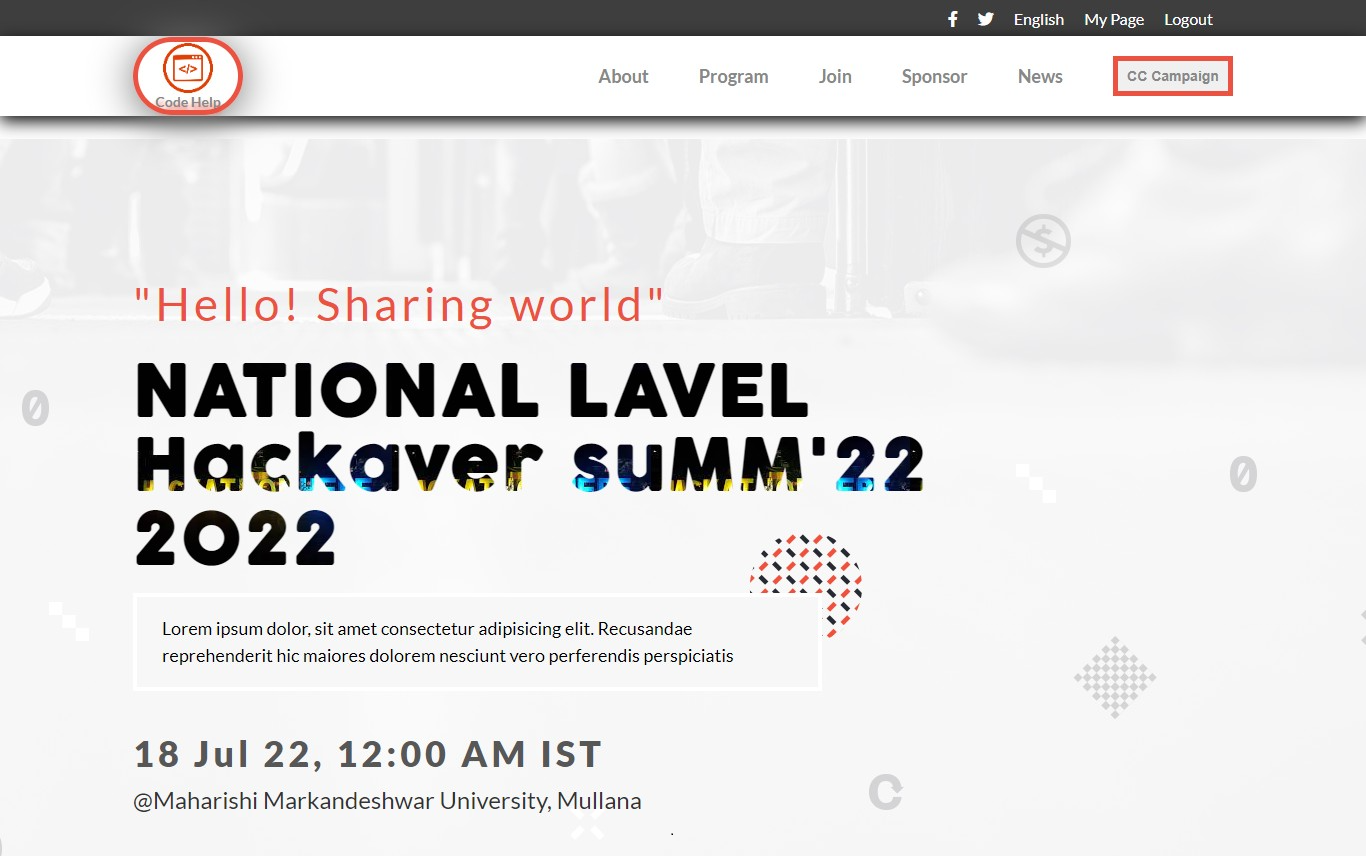 English My Page Logout
</>
Code Help
About Program Join Sponsor News CC Campaign
"Hello! Sharing world"
NATIONAL LAVEL
Hackaver suMM'22
2022
Lorem ipsum dolor, sit amet consectetur adipisicing elit. Recusandae
reprehenderit hic maiores dolorem nesciunt vero perferendis perspiciatis
18 Jul 22, 12:00 AM IST
@Maharishi Markandeshwar University, Mullana
.